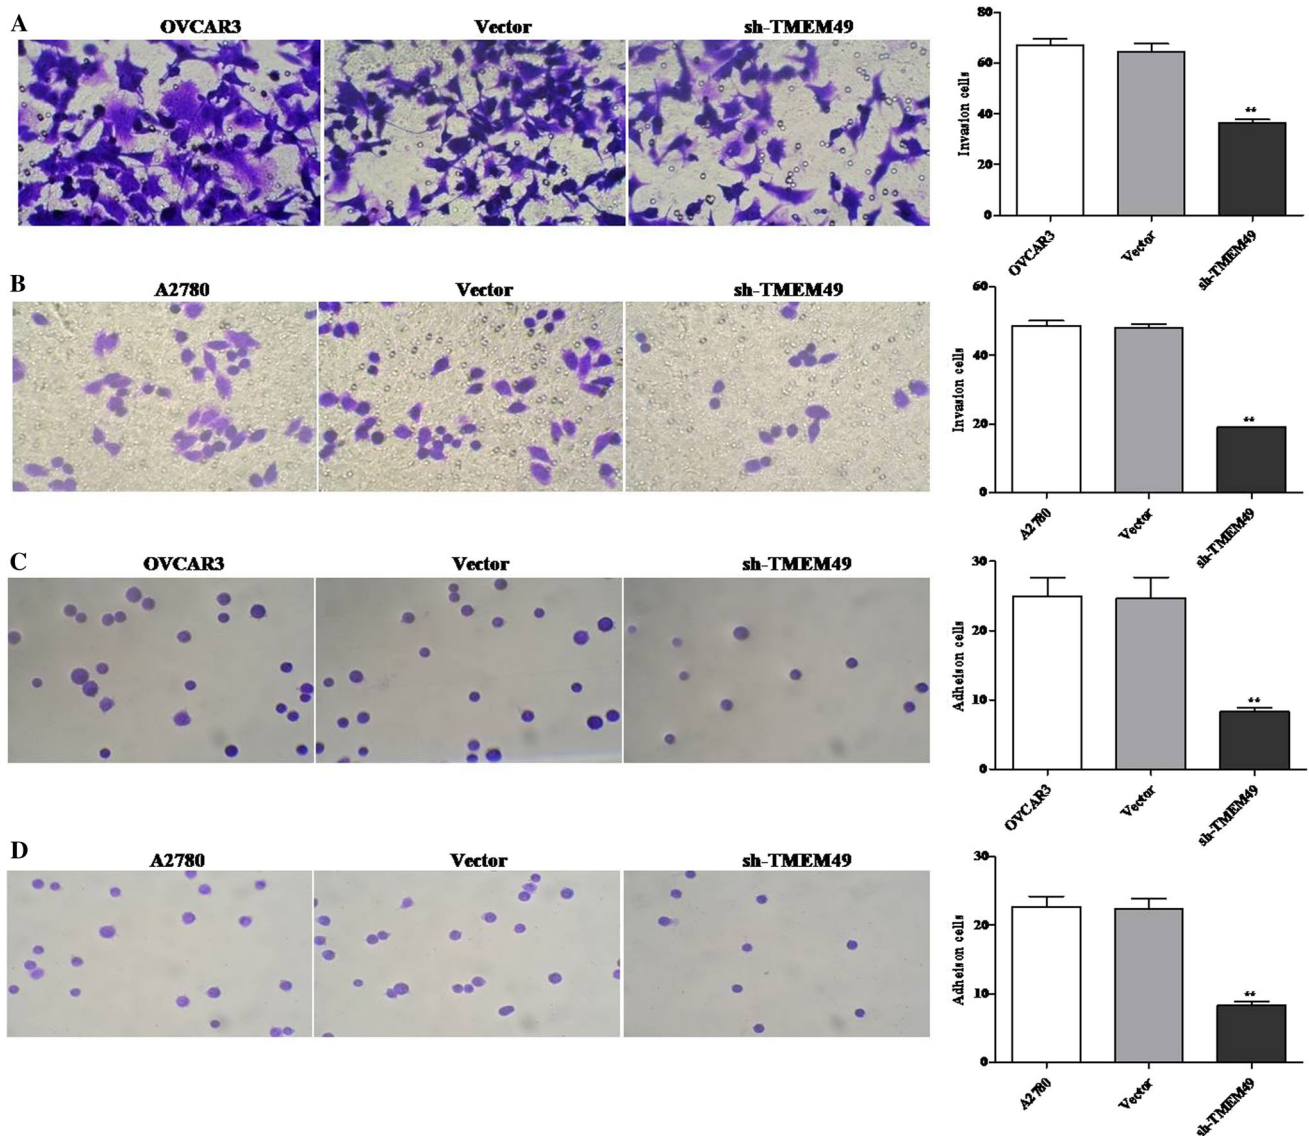 A
OVCAR3 Vector sh-TMEM49
80
60
40
20
0
Invasion cells
**
OVCAR3 Vector sh-TMEM49
B
A2780 Vector sh-TMEM49
60
40
20
0
Invasion cells
**
A2780 Vector sh-TMEM49
C
OVCAR3 Vector sh-TMEM49
30
20
10
0
Adheison cells
**
OVCAR3 Vector sh-TMEM49
D
A2780 Vector sh-TMEM49
30
20
10
0
Adheison cells
**
A2780 Vector sh-TMEM49